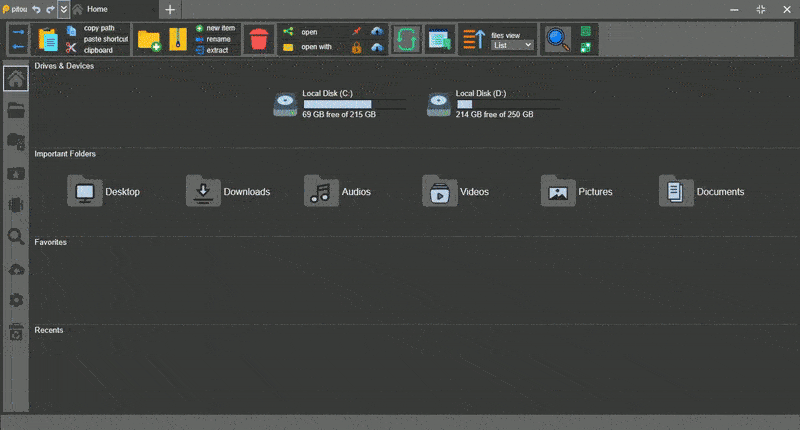 pitou
Home
copy path
paste shortcut
clipboard
new item
rename
extract
open
open with
files view
List
Drives & Devices
Local Disk (C:)
69 GB free of 215 GB
Local Disk (D:)
214 GB free of 250 GB
Important Folders
Desktop
Downloads
Audios
Videos
Pictures
Documents
Favorites
Recents